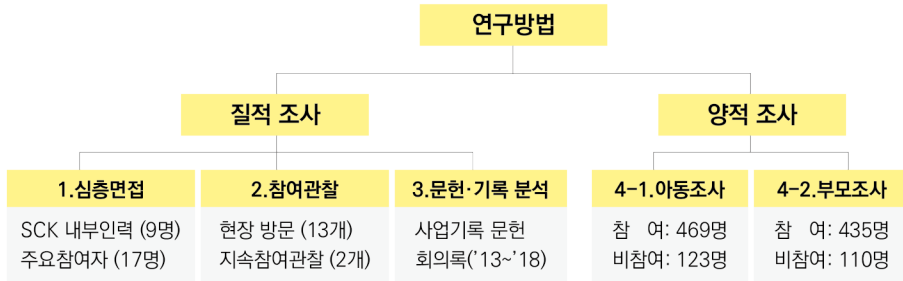 연구방법
질적 조사
양적 조사
1.심층면접
SCK 내부인력 (9명)
주요참여자 (17명)
2.참여관찰
현장 방문 (13개)
지속참여관찰 (2개)
3.문헌·기록 분석
사업기록 문헌
회의록('13~'18)
4-1.아동조사
참 여: 469명
비참여: 123명
4-2.부모조사
참 여: 435명
비참여: 110명